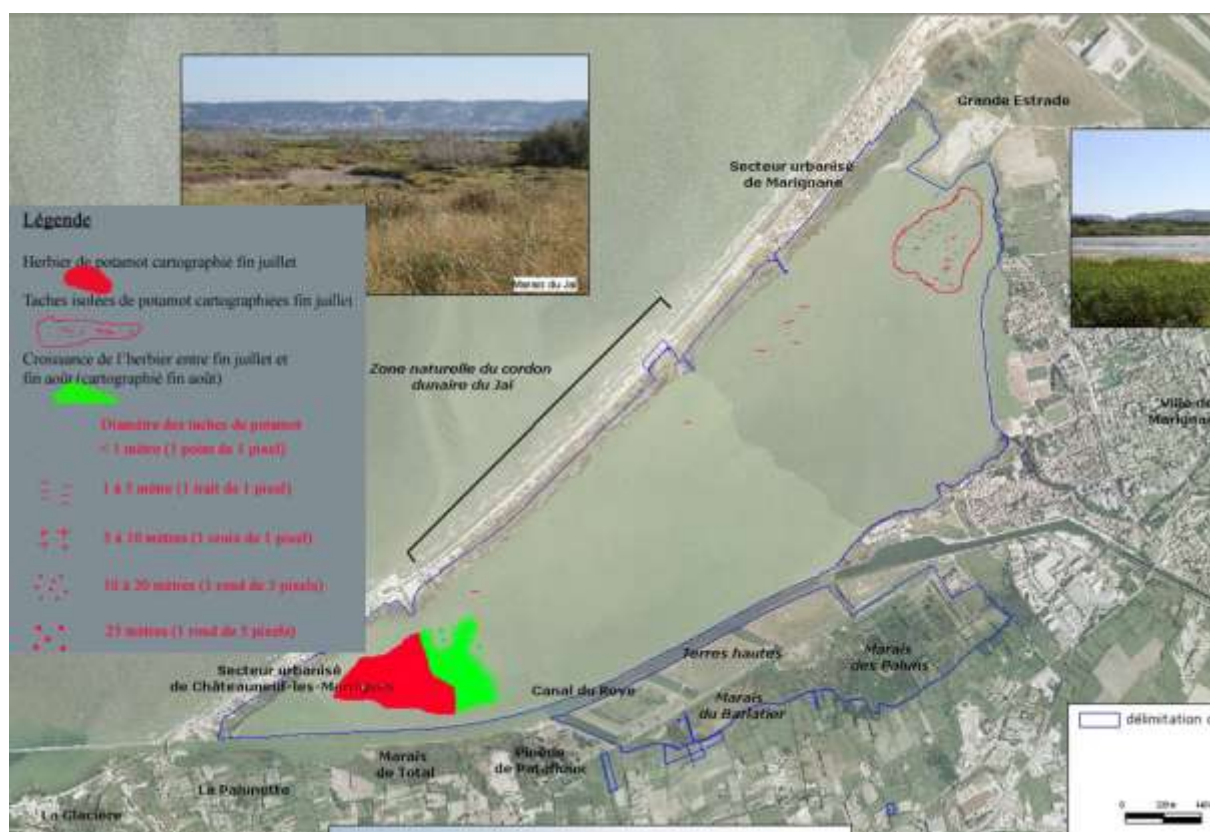 Grande Estrade
Secteur urbanisé
de Marignane
Marais du Jaï
Légende
Herbier de potamot cartographie fin juillet
Taches isolées de potamot cartographiées fin juillet
Croissance de l'herbier entre fin juillet et
fin août (cartographié fin août)
Diamètre des taches de potamot
< 1 mètre (1 point de 1 pixel)
1 à 5 mètre (1 trait de 1 pixel)
5 à 10 mètres (1 croix de 1 pixel)
10 à 20 mètres (1 rond de 3 pixels)
25 mètres (1 rond de 5 pixels)
Zone naturelle du cordon
dunaire du Jaï
Ville de
Marignan
Secteur urbanisé
de Châteauneuf-les-Martigues
Canal du Rove
Terres hautes
Marais
des Paluns
Marais
du Barlatier
Marais
de Total
Pinède
de
La Palunette
La Glacière
délimitation d
0